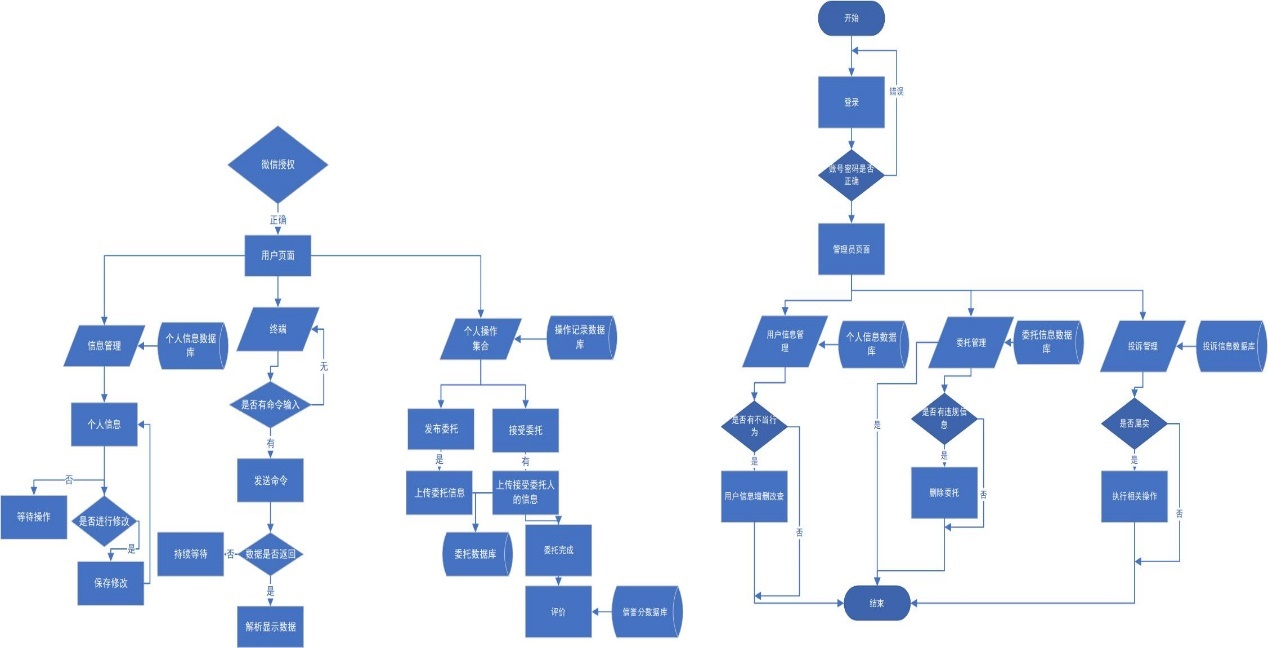 微信授权
正确
用户页面
信息管理
个人信息数据
库
终端
无
个人操作
集合
操作记录数据
库
个人信息
是否有命令输入
发布委托
接受委托
有
是
有
否
等待操作
是否进行修改
是
保存修改
发送命令
上传委托信息
上传接受委托人
的信息
持续等待
否
数据是否返回
委托数据库
委托完成
是
解析显示数据
评价
信誉分数据库
开始
错误
登录
账号密码是否
正确
管理员页面
用户信息管
理
个人信息数据
库
委托管理
委托信息数据
库
投诉管理
投诉信息数据库
是否有不当行
为
是
是否有违规信
息
是否属实
是
是
是
用户信息增删改查
删除委托
否
执行相关操作
否
否
结束